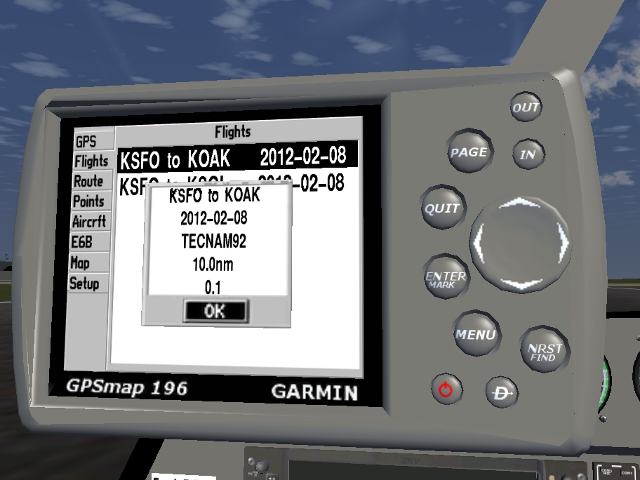 OUT
PAGE
IN
QUIT
ENTER
MARK
MENU
NRST
FIND
D
GPS
Flights
Route
Points
Aircrft
E6B
Map
Setup
Flights
KSFO to KOAK 2012-02-08
KSFO to 2012-02-08
KSFO to KOAK
2012-02-08
TECNAM92
10.0nm
0.1
OK
GPSmap 196
GARMIN